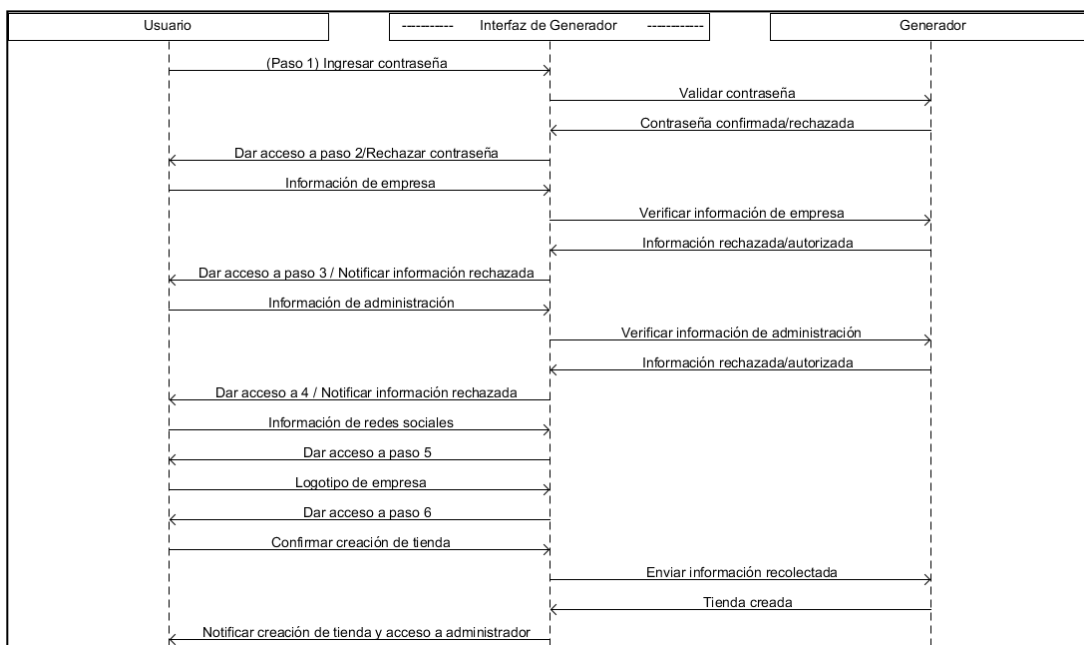 Usuario
----------- Interfaz de Generador ------------
Generador
(Paso 1) Ingresar contraseña
Validar contraseña
Contraseña confirmada/rechazada
Dar acceso a paso 2/Rechazar contraseña
Información de empresa
Verificar información de empresa
Información rechazada/autorizada
Dar acceso a paso 3 / Notificar información rechazada
Información de administración
Verificar información de administración
Información rechazada/autorizada
Dar acceso a 4 / Notificar información rechazada
Información de redes sociales
Dar acceso a paso 5
Logotipo de empresa
Dar acceso a paso 6
Confirmar creación de tienda
Enviar información recolectada
Tienda creada
Notificar creación de tienda y acceso a administrador